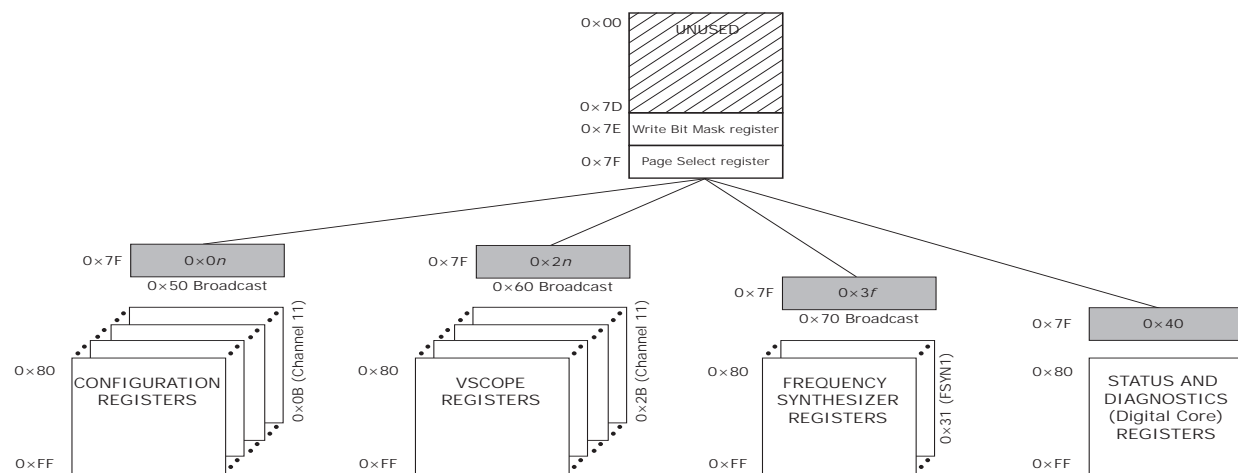 0×00
UNUSED
0×7D
0×7E
Write Bit Mask register
0×7F
Page Select register
0×7F
0×0n
0×50 Broadcast
0×7F
0×2n
0×60 Broadcast
0×7F
0×3f
0×70 Broadcast
0×7F
0×40
0×80
CONFIGURATION
REGISTERS
0×FF
0×0B (Channel 11)
0×80
VSCOPE
REGISTERS
0×FF
0×2B (Channel 11)
0×80
FREQUENCY
SYNTHESIZER
REGISTERS
0×FF
0×31 (FSYN1)
0×80
STATUS AND
DIAGNOSTICS
(Digital Core)
REGISTERS
0×FF